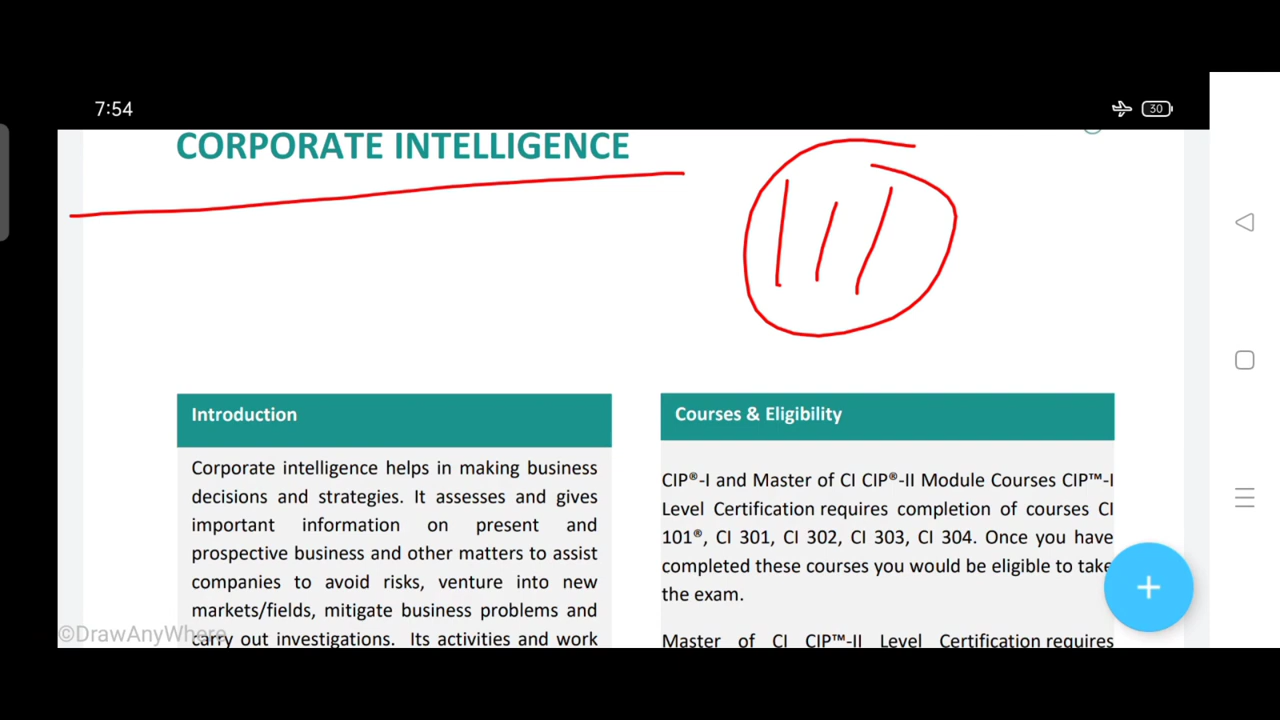 7:54
30
CORPORATE INTELLIGENCE
III
Introduction
Corporate intelligence helps in making business
decisions and strategies. It assesses and gives
important information on present and
prospective business and other matters to assist
companies to avoid risks, venture into new
markets/fields, mitigate business problems and
carry out investigations. Its activities and work
Courses & Eligibility
CIP®-I and Master of CI CIP®-II Module Courses CIP™-I
Level Certification requires completion of courses CI
101®, CI 301, CI 302, CI 303, CI 304. Once you have
completed these courses you would be eligible to take
the exam.
Master of CI CIP™-II Level Certification requires
©DrawAnyWhere